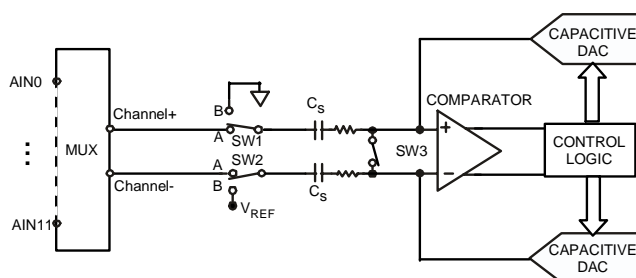 CAPACITIVE
DAC
AIN0
B
Channel+
A
SW1
C_S
COMPARATOR
MUX
SW2
SW3
+
−
CONTROL
LOGIC
A
Channel-
B
C_S
V_REF
AIN11
CAPACITIVE
DAC